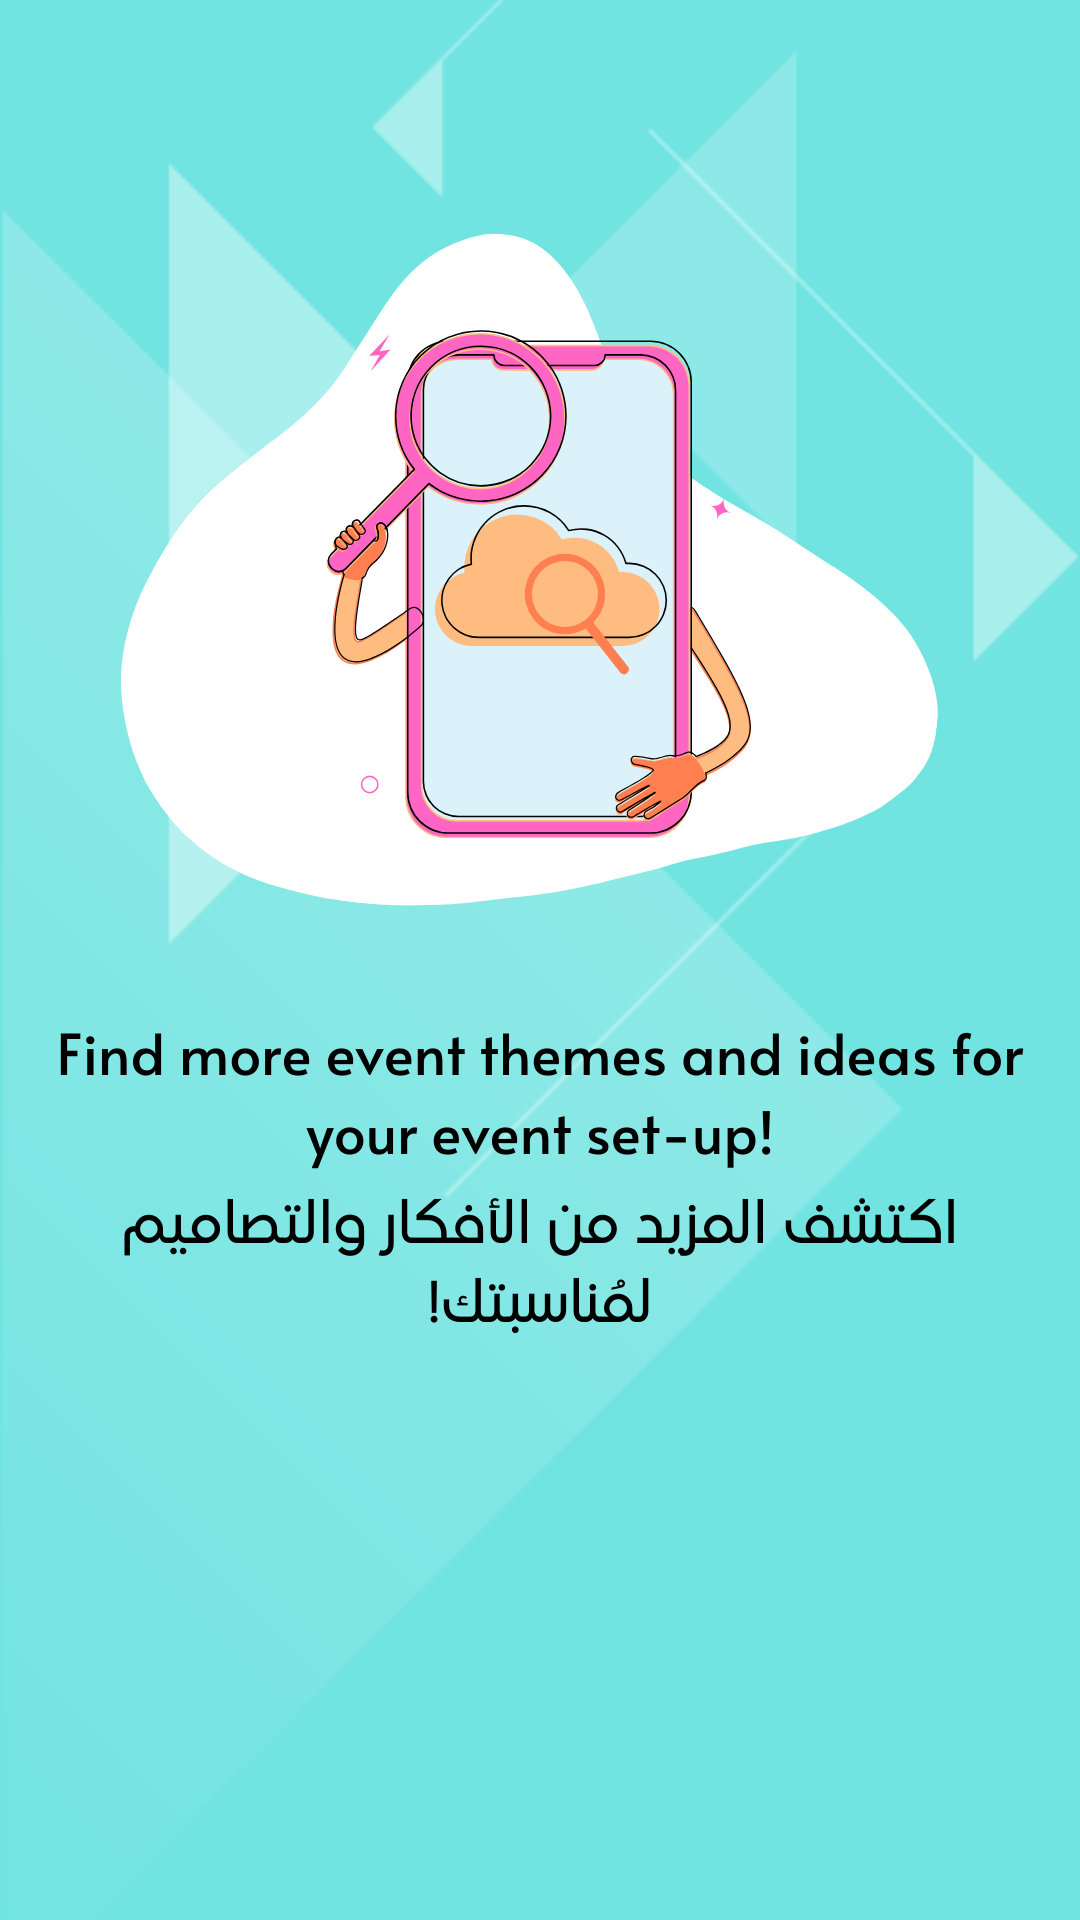 Find more event themes and ideas for
your event set-up!
اكتشف المزيد من الأفكار والتصاميم
لمُناسبتك!